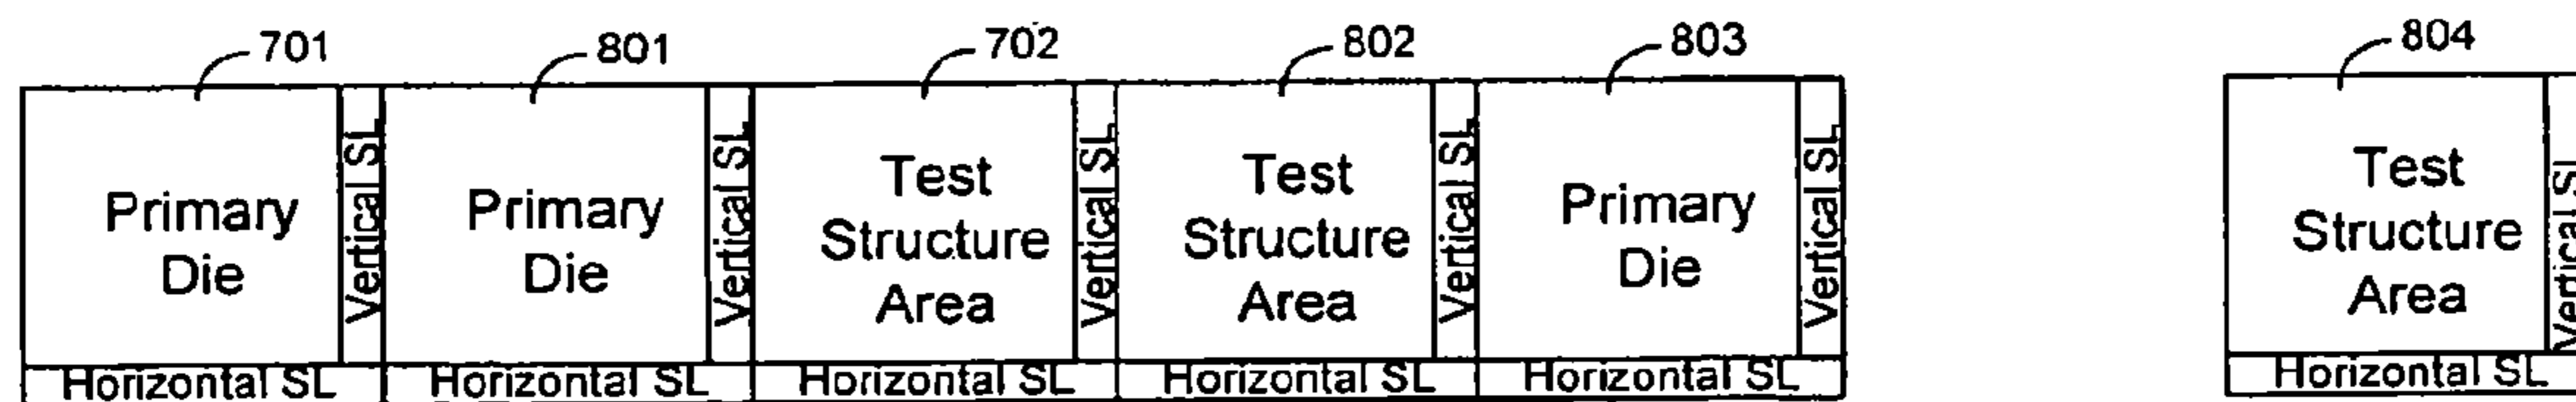 701
801
702
802
803
804
Primary
Die
Vertical SL
Primary
Die
Vertical SL
Test
Structure
Area
Vertical SL
Test
Structure
Area
Vertical SL
Primary
Die
Vertical SL
Test
Structure
Area
Vertical SL
Horizontal SL
Horizontal SL
Horizontal SL
Horizontal SL
Horizontal SL
Horizontal SL